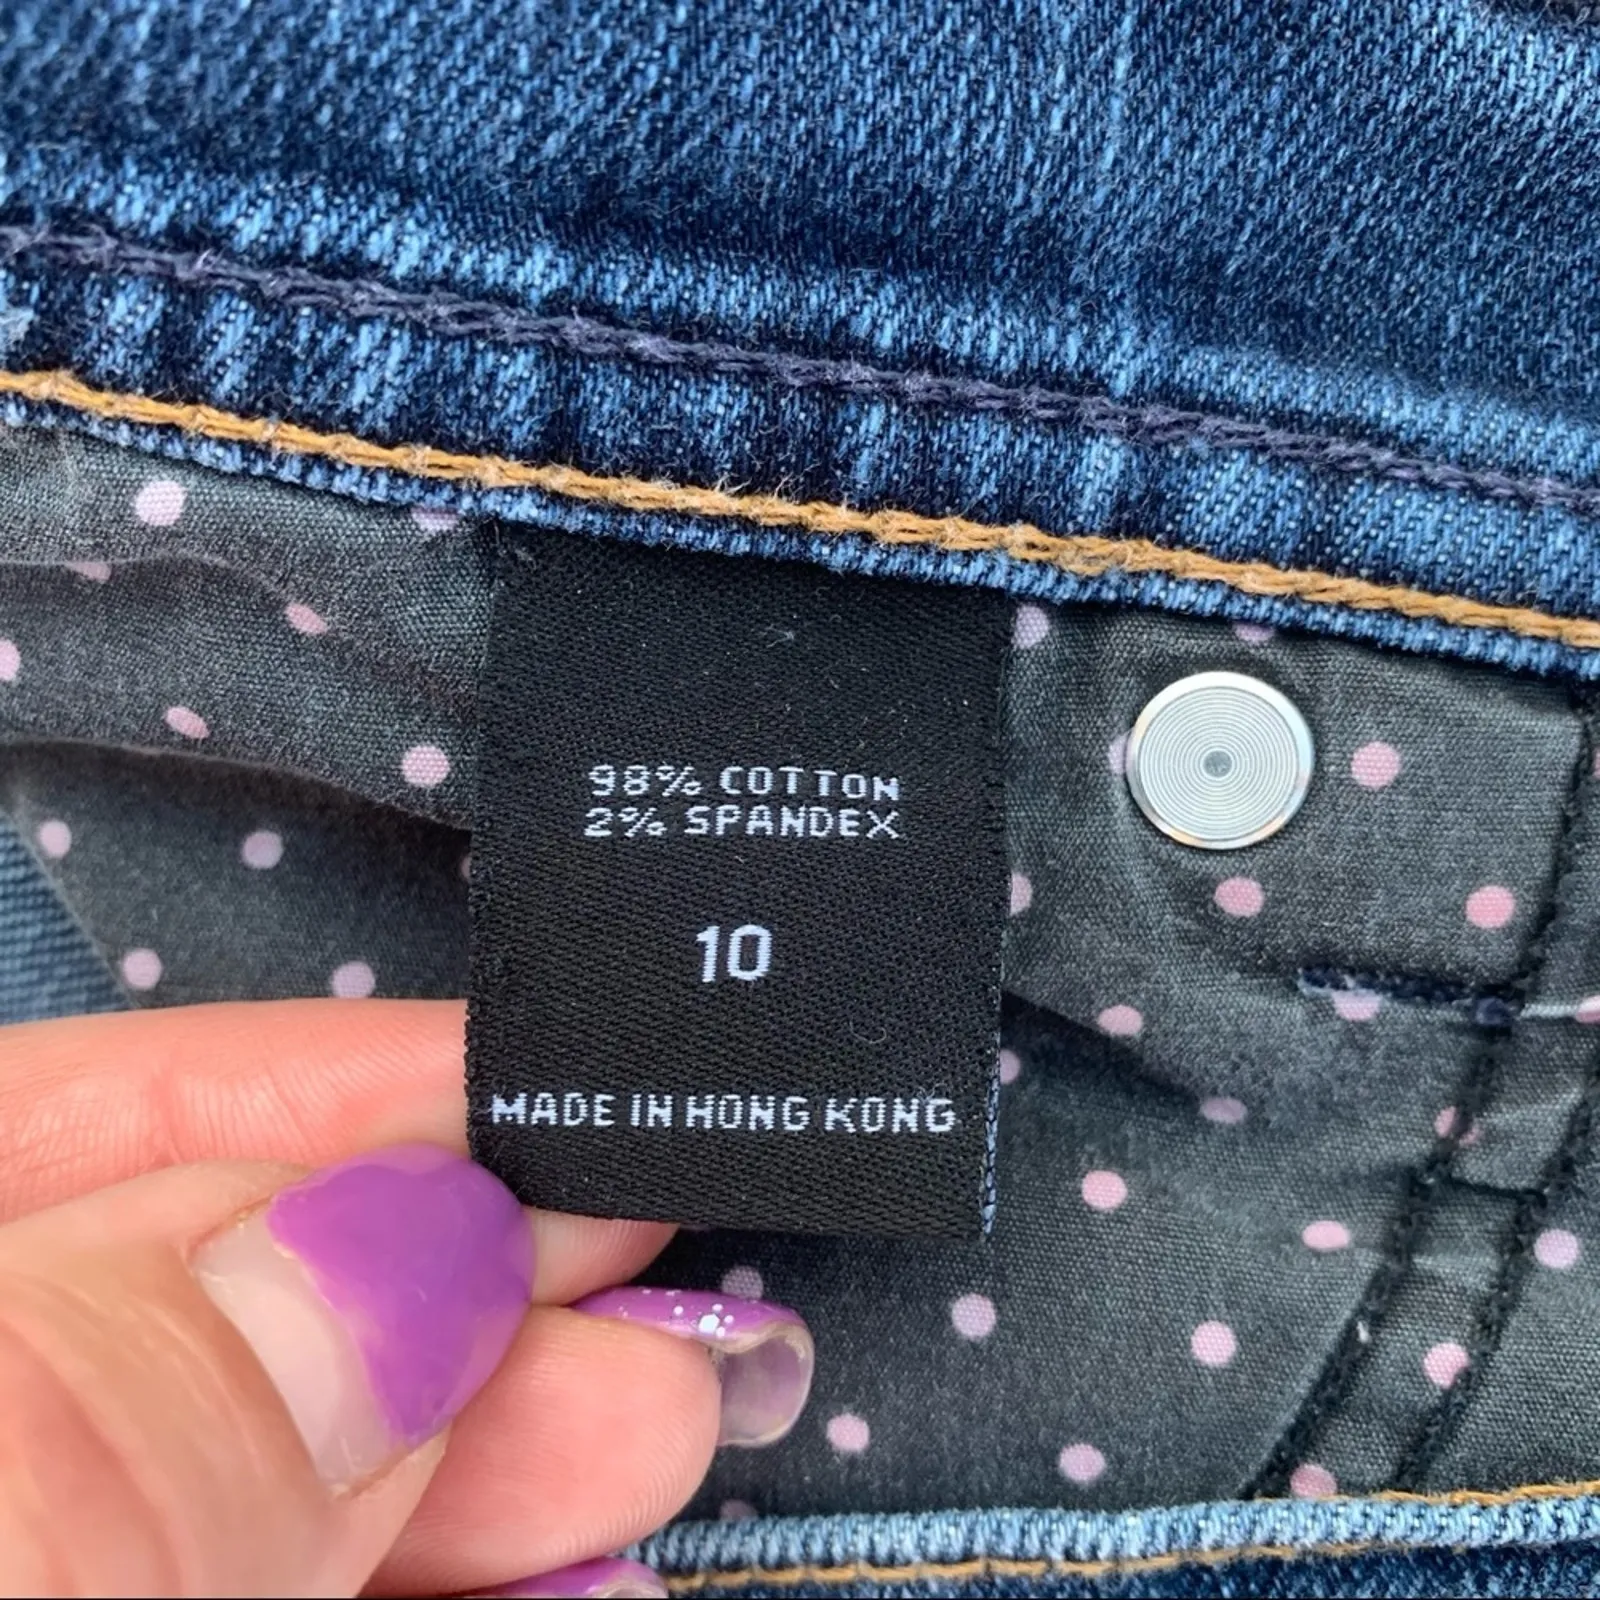 98% COTTON
2% SPANDEX
10
MADE IN HONG KONG